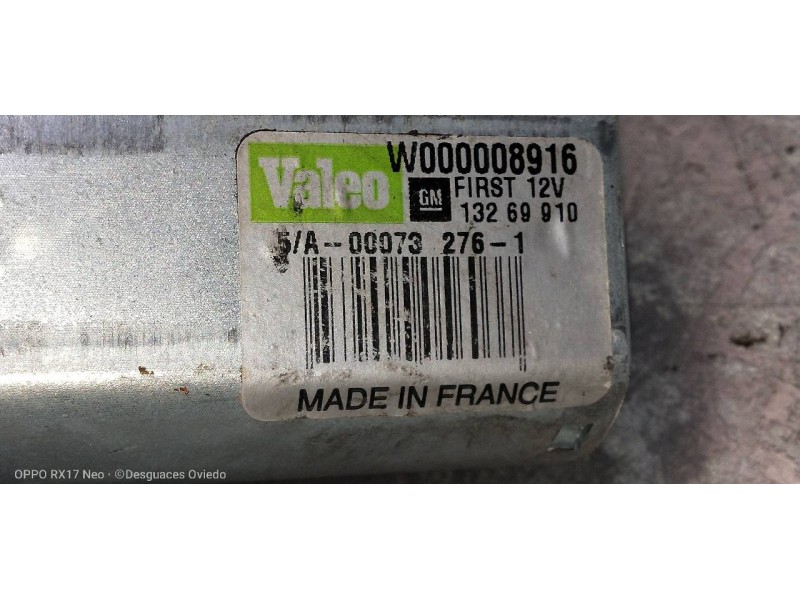 Valeo W000008916
GM FIRST 12V
132 69 910
5/A-00073 276-1
MADE IN FRANCE
OPPO RX17 Neo · ©Desguaces Oviedo